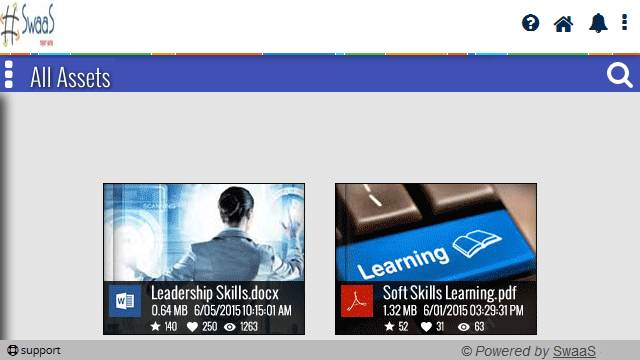 SwaaS
All Assets
SCANNING
Learning
Leadership Skills.docx
0.64 MB 6/05/2015 10:15:01 AM
140 250 1263
Soft Skills Learning.pdf
1.32 MB 6/01/2015 03:29:31 PM
52 31 63
support
© Powered by SwaaS